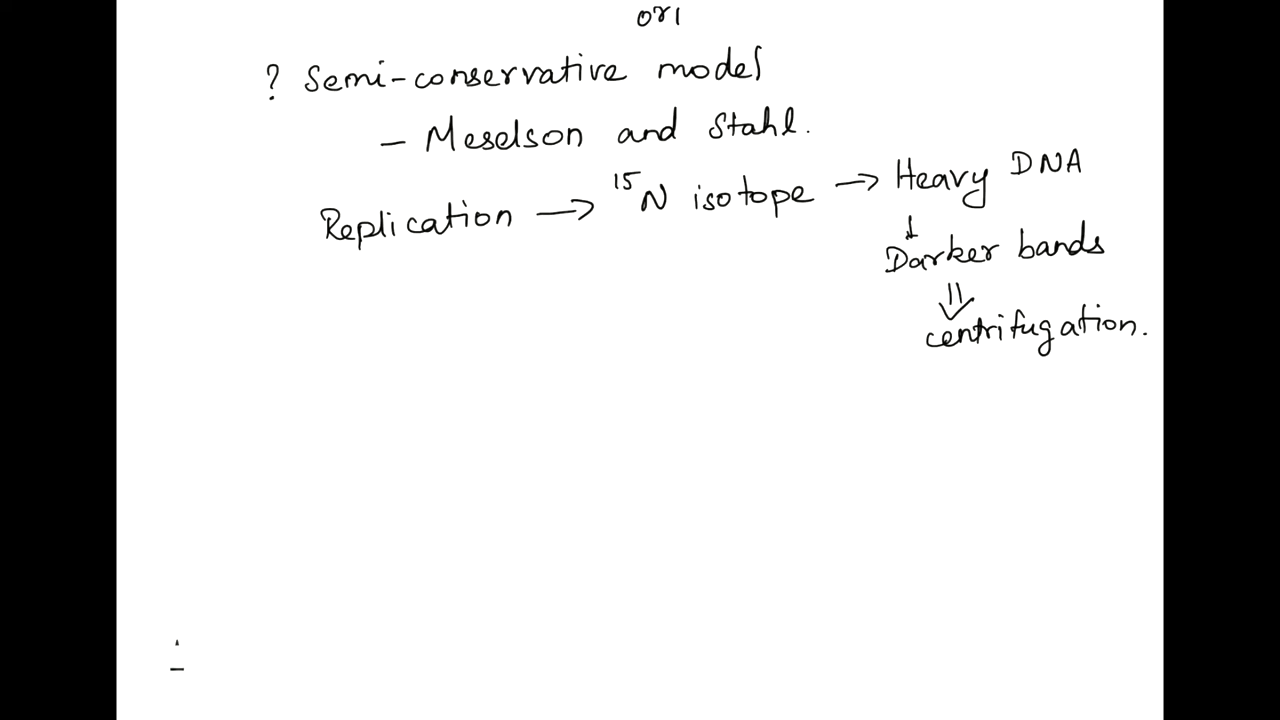 ori
? Semi-conservative model
- Meselson and Stahl.
Replication → ¹⁵N isotope → Heavy DNA
↓
Darker bands
⇓
centrifugation.